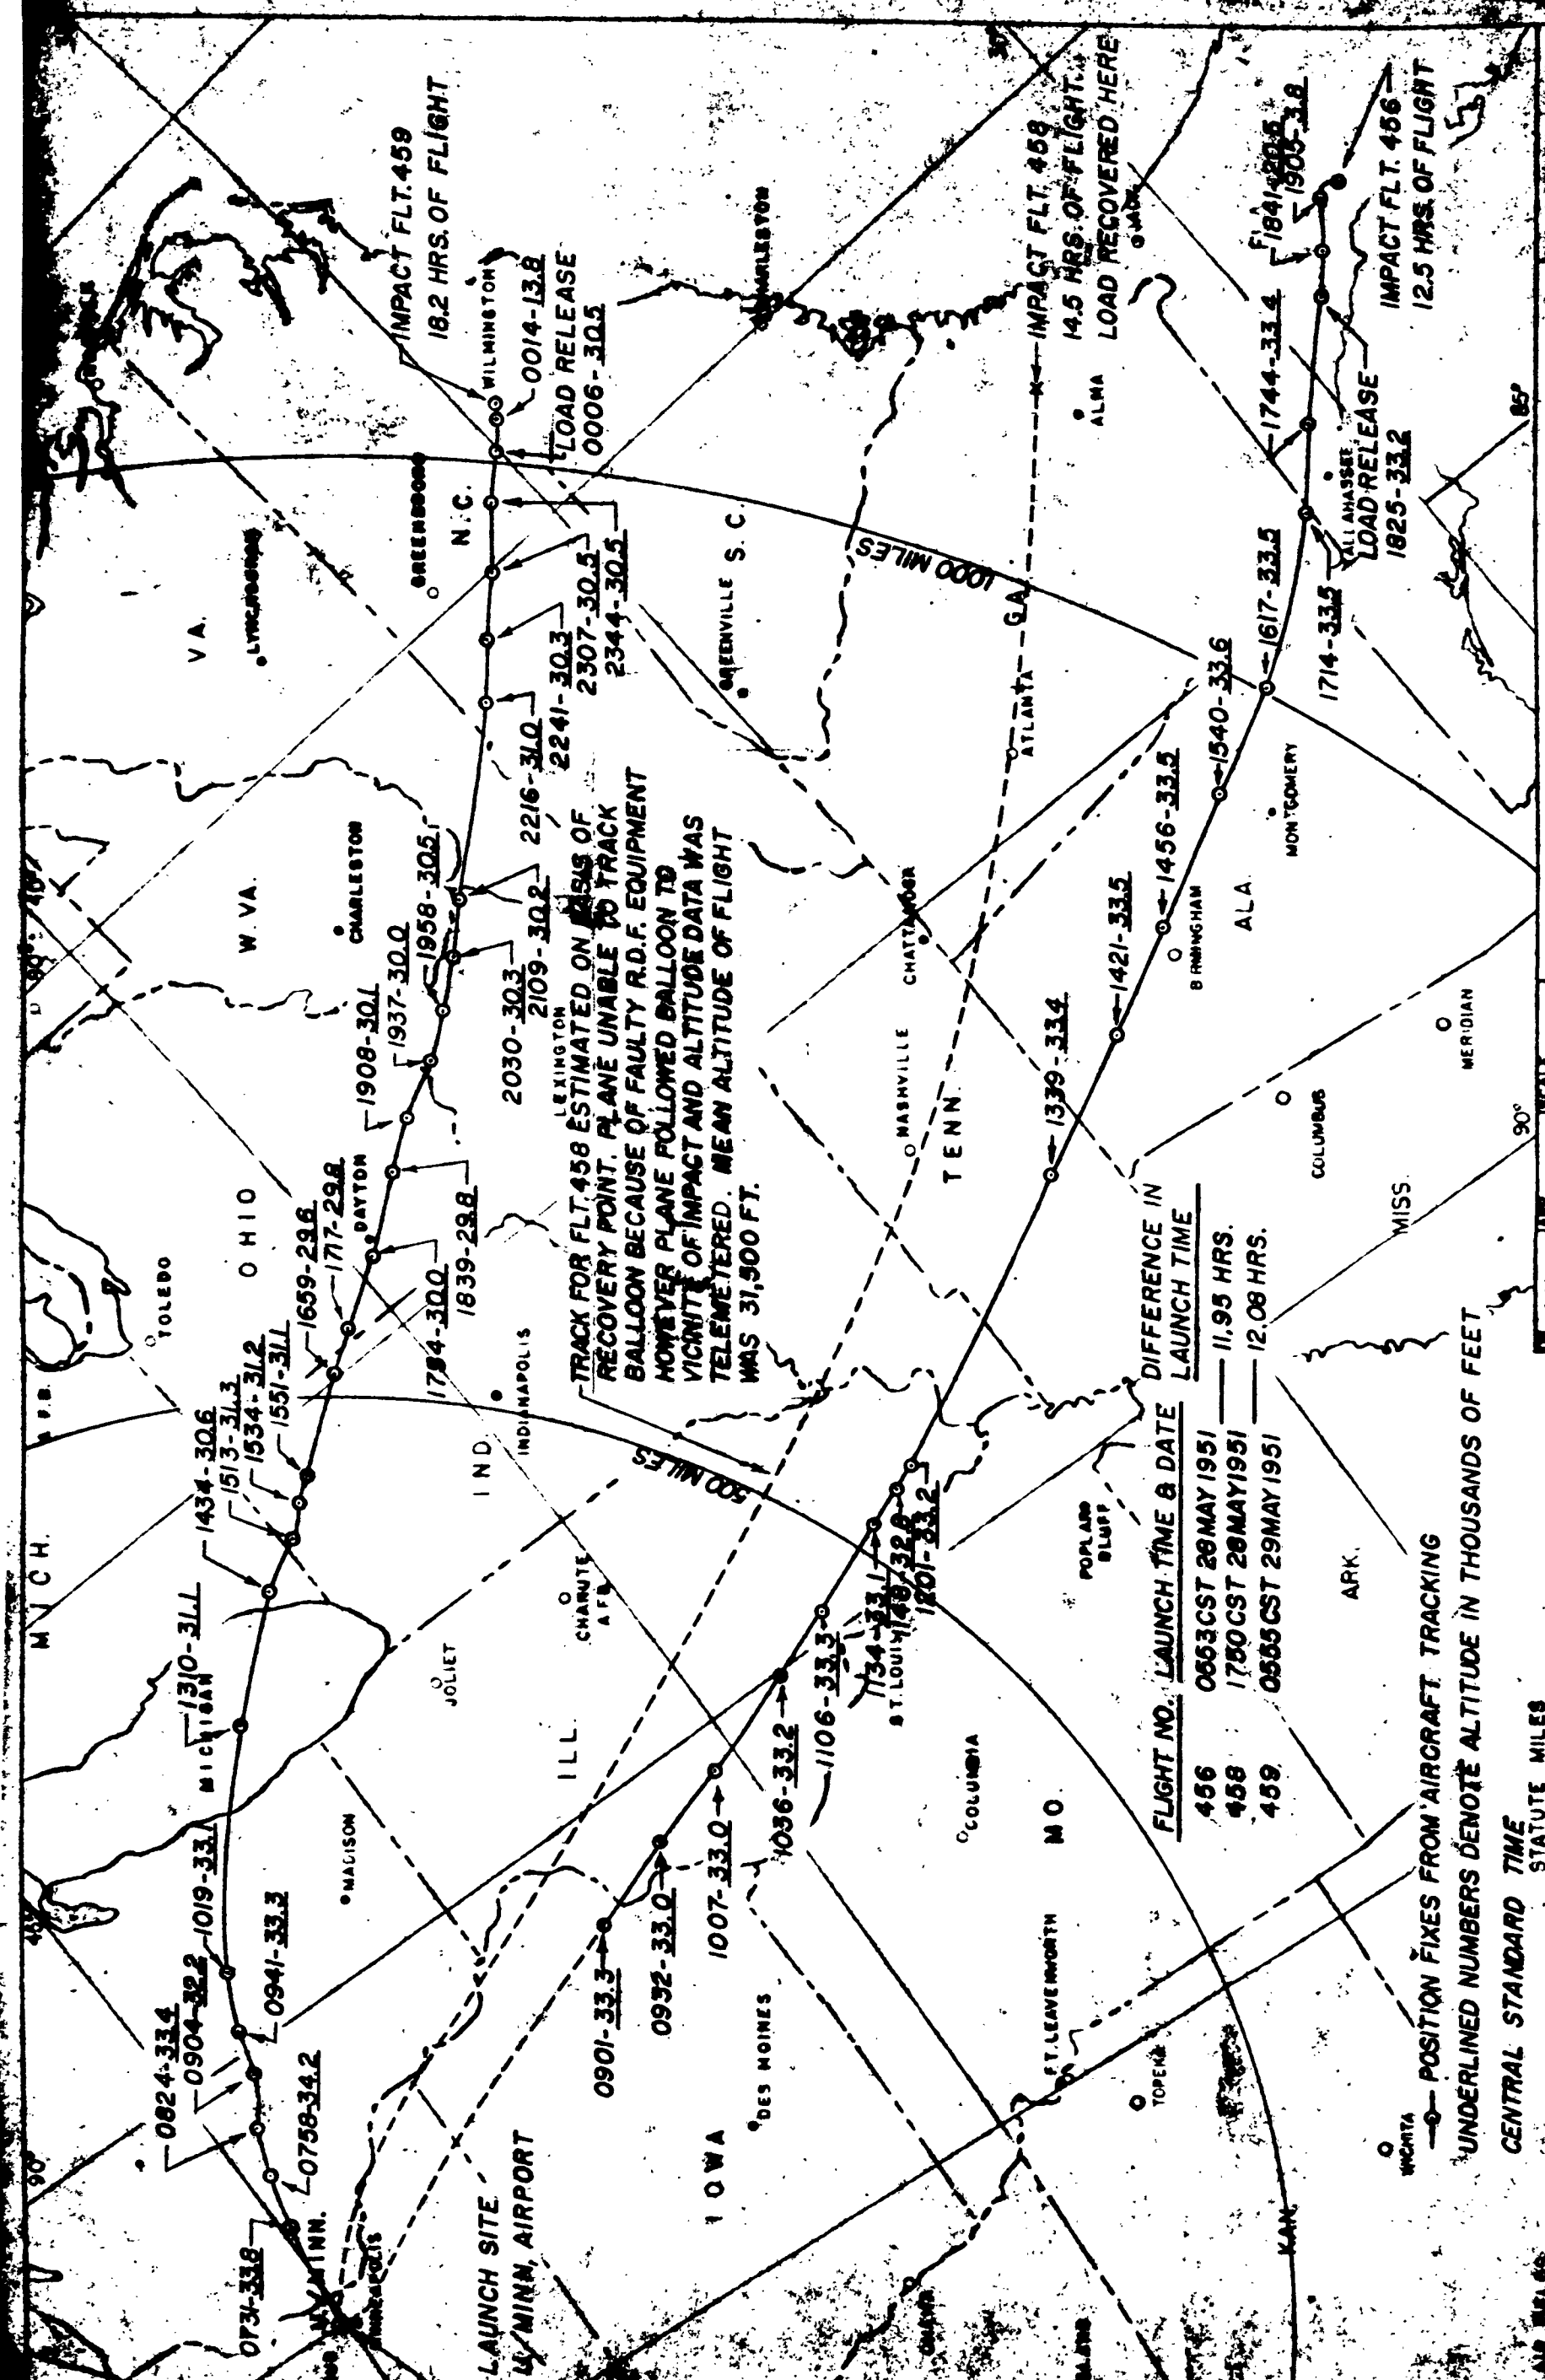 IMPACT FLT. 459
18.2 HRS. OF FLIGHT
WILMINGTON
0014-13.8
LOAD RELEASE
0006-30.5
GREENSBORO
N.C.
VA.
LYNCHBURG
2344-30.5
2307-30.5
2241-30.3
2216-31.0
2109-30.2
2030-30.3
1958-30.5
1937-30.0
1908-30.1
1839-29.8
1717-29.8
1659-29.6
1551-31.1
1534-31.2
1513-31.3
1434-30.6
1310-31.1
1019-33.1
0941-33.3
0904-32.2
0824-33.4
0758-34.2
0731-33.8
W. VA.
CHARLESTON
LEXINGTON
OHIO
DAYTON
TOLEDO
MICH.
MICHIGAN
IND.
INDIANAPOLIS
CHANUTE
A F B
JOLIET
ILL.
MADISON
MINN.
MINNEAPOLIS
LAUNCH SITE
MINN, AIRPORT
IOWA
DES MOINES
OMAHA
TRACK FOR FLT. 458 ESTIMATED ON BASIS OF
RECOVERY POINT. PLANE UNABLE TO TRACK
BALLOON BECAUSE OF FAULTY R.D.F. EQUIPMENT
HOWEVER PLANE FOLLOWED BALLOON TO
VICINITY OF IMPACT AND ALTITUDE DATA WAS
TELEMETERED. MEAN ALTITUDE OF FLIGHT
WAS 31,500 FT.
500 MILES
1000 MILES
CHARLESTON
GREENVILLE
S. C.
IMPACT FLT. 458
14.5 HRS. OF FLIGHT
LOAD RECOVERED HERE
ALMA
GA.
ATLANTA
CHATTANOOGA
NASHVILLE
TENN.
0901-33.3
0932-33.0
1007-33.0
1036-33.2
1106-33.3
1134-33.1
1201-33.2
ST. LOUIS
1339-33.4
1421-33.5
1456-33.5
1540-33.6
1617-33.5
1714-33.5
1744-33.4
TALLAHASSEE
LOAD RELEASE
1825-33.2
1905-3.8
IMPACT FLT. 456
12.5 HRS. OF FLIGHT
BIRMINGHAM
MONTGOMERY
ALA.
COLUMBUS
MERIDIAN
MISS.
POPLAR
BLUFF
ARK.
COLUMBIA
MO.
FT. LEAVENWORTH
TOPEKA
WICHITA
KAN.
90°
85°
90°
80°
40°
FLIGHT NO. LAUNCH TIME & DATE DIFFERENCE IN LAUNCH TIME
456 0553 CST 28 MAY 1951
11.95 HRS.
458 1750 CST 28 MAY 1951
12.08 HRS.
459 0555 CST 29 MAY 1951
POSITION FIXES FROM AIRCRAFT TRACKING
UNDERLINED NUMBERS DENOTE ALTITUDE IN THOUSANDS OF FEET
CENTRAL STANDARD TIME
STATUTE MILES